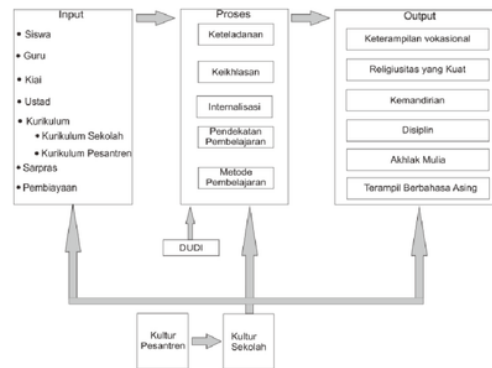 Input
• Siswa
• Guru
• Kiai
• Ustad
• Kurikulum
• Kurikulum Sekolah
• Kurikulum Pesantren
• Sarpras
• Pembiayaan
Proses
Keteladanan
Keikhlasan
Internalisasi
Pendekatan
Pembelajaran
Metode
Pembelajaran
DUDI
Output
Keterampilan vokasional
Religiusitas yang Kuat
Kemandirian
Disiplin
Akhlak Mulia
Terampil Berbahasa Asing
Kultur
Pesantren
Kultur
Sekolah